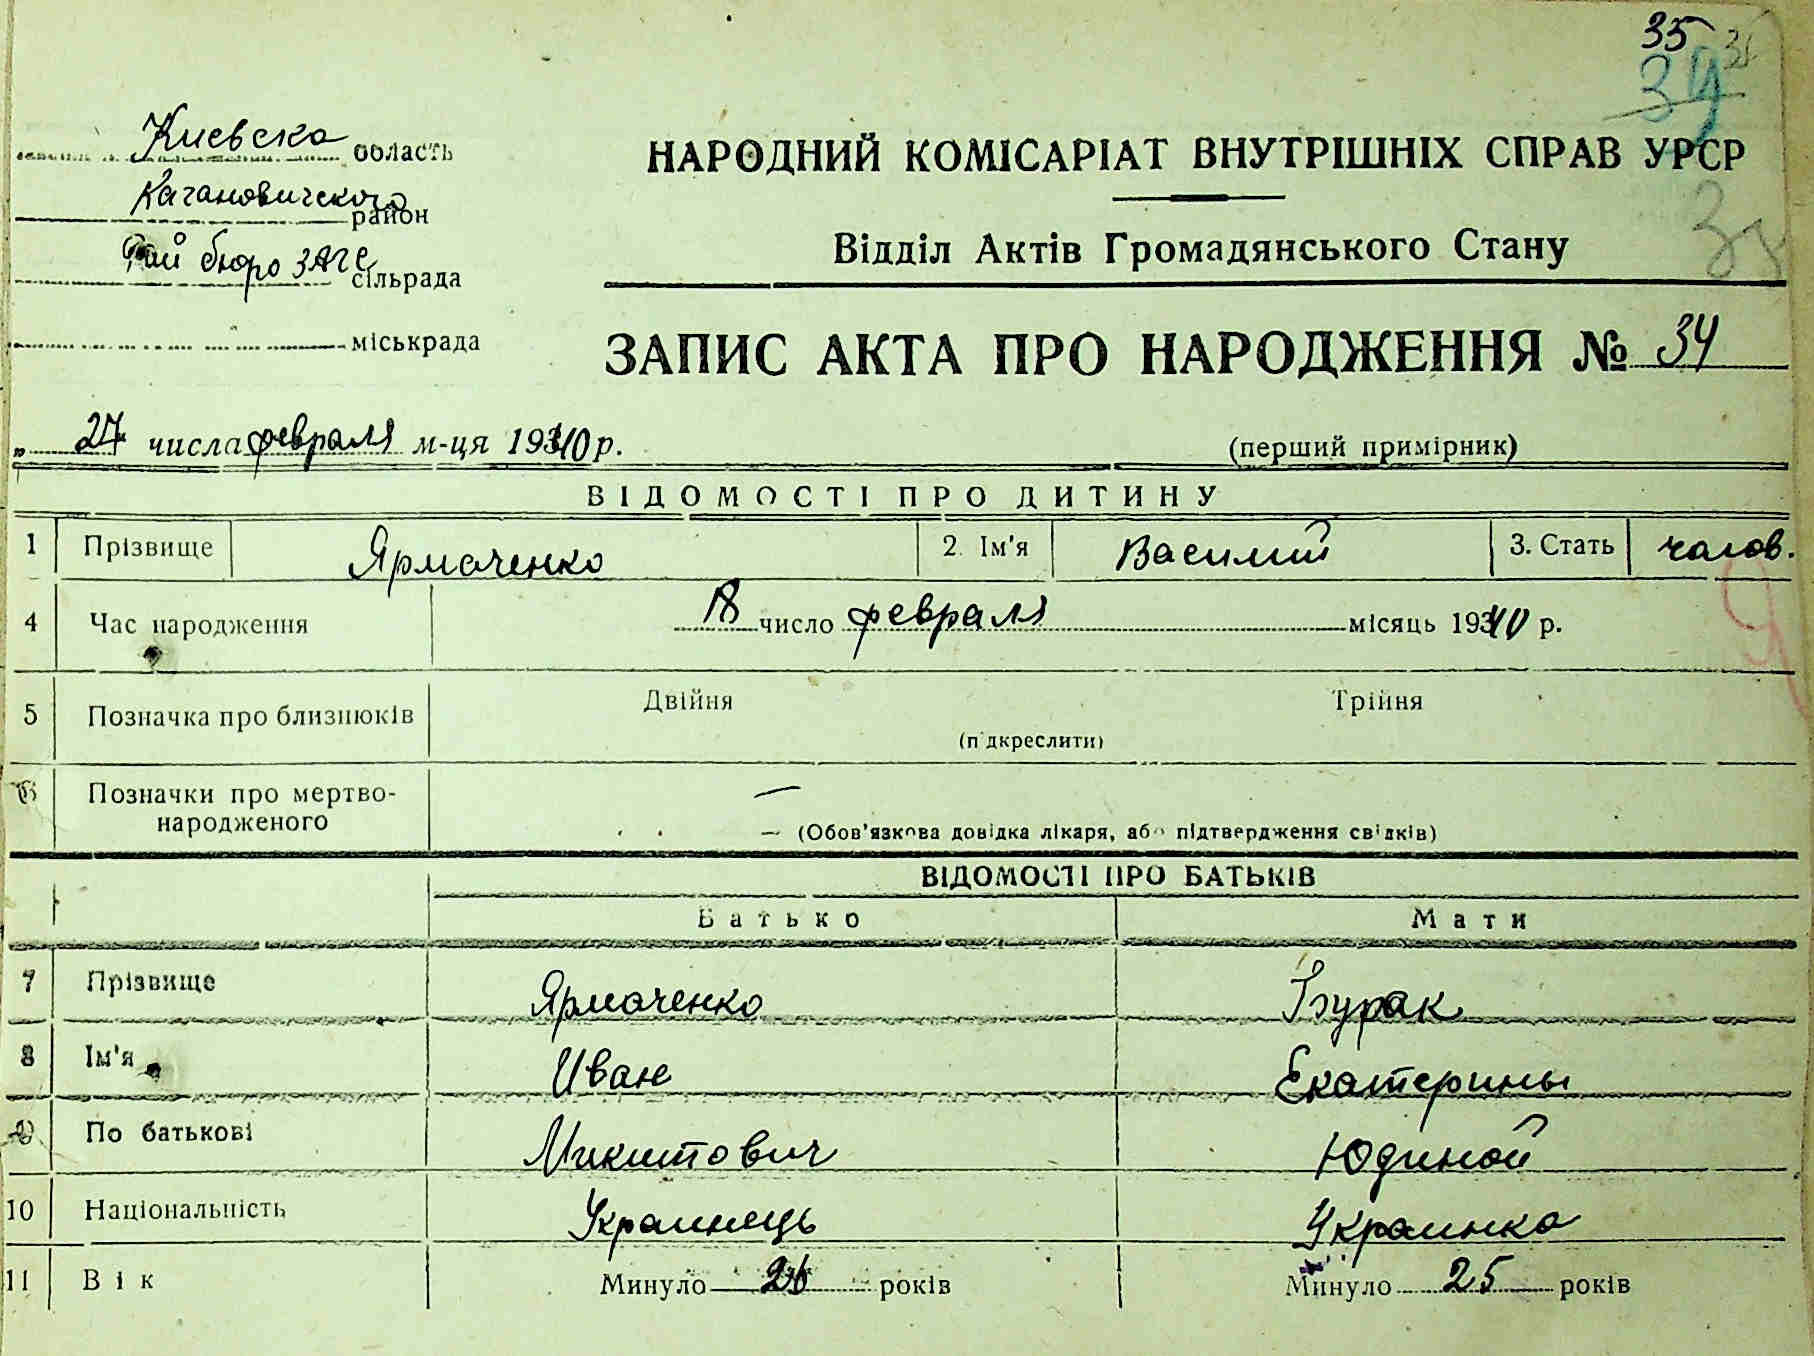 35
34
Киевска область
Кагановического район
Рай бюро ЗАГС сільрада
міськрада
НАРОДНИЙ КОМІСАРІАТ ВНУТРІШНІХ СПРАВ УРСР
Відділ Актів Громадянського Стану
ЗАПИС АКТА ПРО НАРОДЖЕННЯ № 34
„ 27 числа февраля м-ця 1940 р.
(перший примірник)
ВІДОМОСТІ ПРО ДИТИНУ
1 Прізвище Ярмаченко 2. Ім'я Василий 3. Стать
4 Час народження 18 число февраля місяць 1940 р.
5 Позначка про близнюків Двійня Трійня
(підкреслити)
6 Позначки про мертво-
народженого —
(Обов'язкова довідка лікаря, або підтвердження свідків)
ВІДОМОСТІ ПРО БАТЬКІВ
Батько Мати
7 Прізвище Ярмаченко Бурак
8 Ім'я Иван Екатерины
9 По батькові Микитович Юдиной
10 Національність Украинець Украинка
11 Вік Минуло 26 років Минуло 25 років